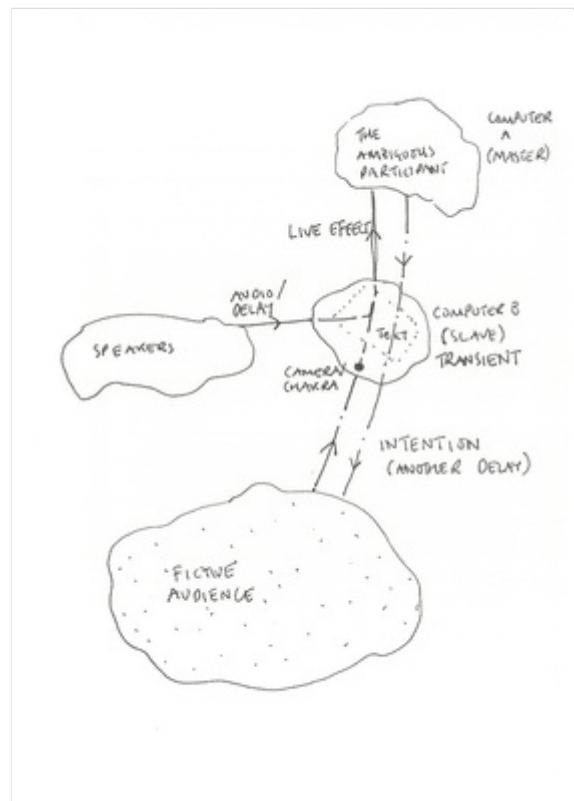 COMPUTER
A
(MASTER)
THE
AMBIGUOUS
PARTICIPANT
LIVE EFFECT
AUDIO/
DELAY
SPEAKERS
TEXT
COMPUTER B
(SLAVE)
TRANSIENT
CAMERA/
CHAKRA
INTENTION
(ANOTHER DELAY)
FICTIVE
AUDIENCE